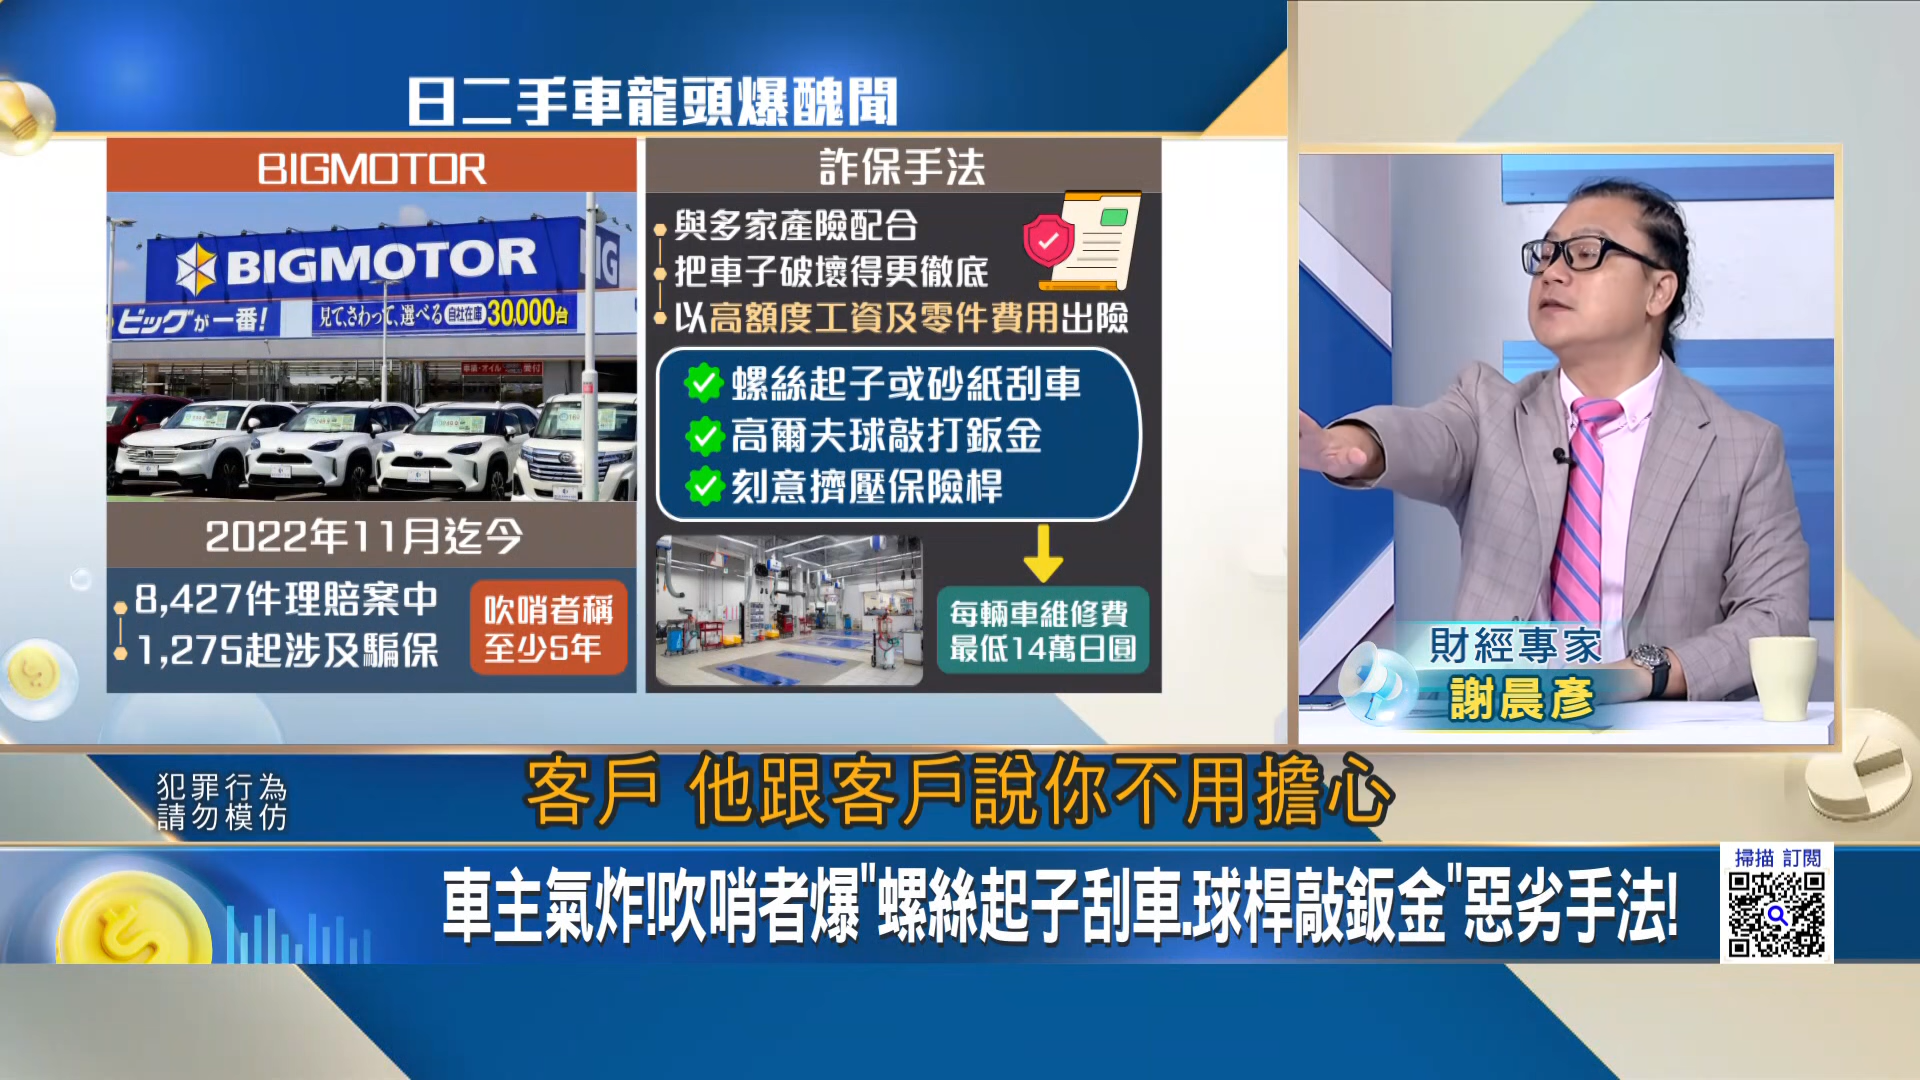 日二手車龍頭爆醜聞
BIGMOTOR
BIGMOTOR
BIG
ビッグが一番!
見て、さわって、選べる 自社在庫 30,000台
2022年11月迄今
8,427件理賠案中
1,275起涉及騙保
吹哨者稱
至少5年
詐保手法
與多家產險配合
把車子破壞得更徹底
以高額度工資及零件費用出險
螺絲起子或砂紙刮車
高爾夫球敲打鈑金
刻意擠壓保險桿
每輛車維修費
最低14萬日圓
財經專家
謝晨彥
犯罪行為
請勿模仿
客戶 他跟客戶說你不用擔心
車主氣炸!吹哨者爆"螺絲起子刮車.球桿敲鈑金"惡劣手法!
掃描 訂閱